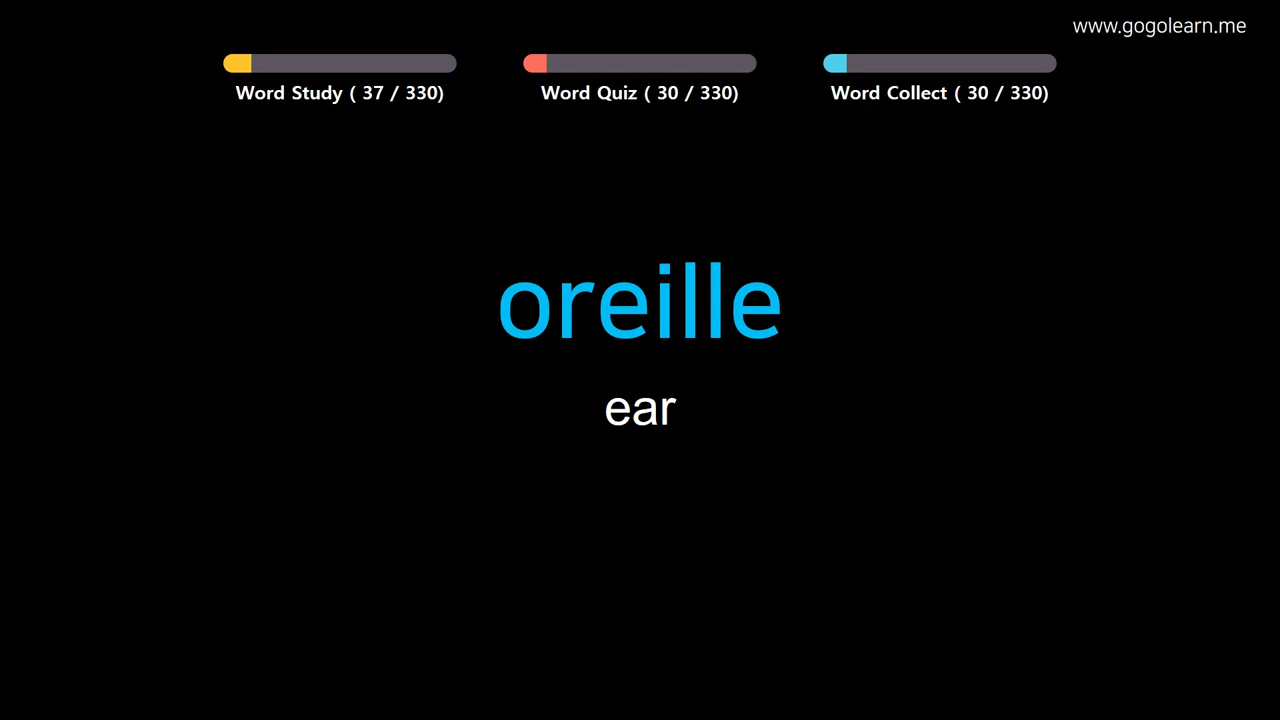 www.gogolearn.me
Word Study ( 37 / 330)
Word Quiz ( 30 / 330)
Word Collect ( 30 / 330)
oreille
ear